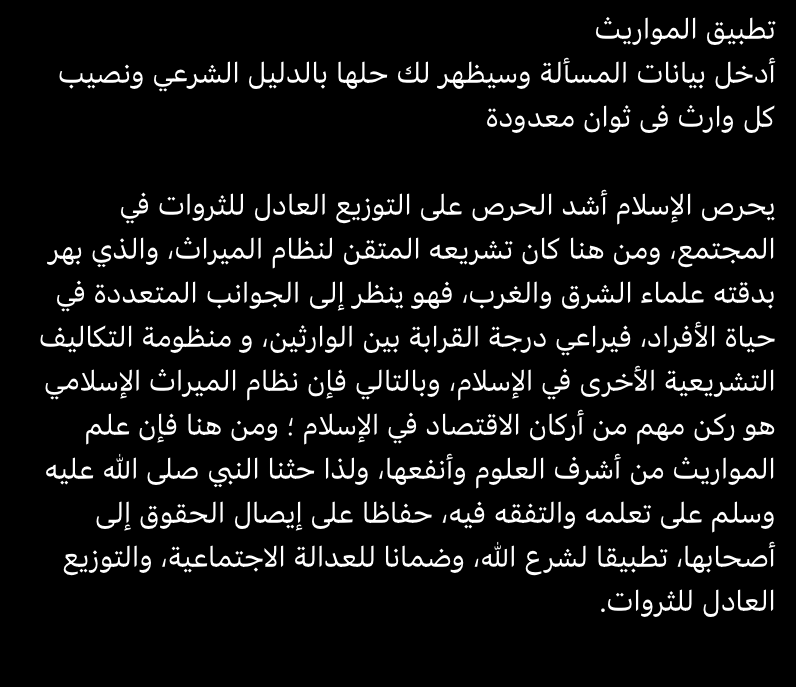 تطبيق المواريث
أدخل بيانات المسألة وسيظهر لك حلها بالدليل الشرعي ونصيب
كل وارث فى ثوان معدودة
يحرص الإسلام أشد الحرص على التوزيع العادل للثروات في
المجتمع، ومن هنا كان تشريعه المتقن لنظام الميراث، والذي بهر
بدقته علماء الشرق والغرب، فهو ينظر إلى الجوانب المتعددة في
حياة الأفراد، فيراعي درجة القرابة بين الوارثين، و منظومة التكاليف
التشريعية الأخرى في الإسلام، وبالتالي فإن نظام الميراث الإسلامي
هو ركن مهم من أركان الاقتصاد في الإسلام ؛ ومن هنا فإن علم
المواريث من أشرف العلوم وأنفعها، ولذا حثنا النبي صلى الله عليه
وسلم على تعلمه والتفقه فيه، حفاظا على إيصال الحقوق إلى
أصحابها، تطبيقا لشرع الله، وضمانا للعدالة الاجتماعية، والتوزيع
العادل للثروات.